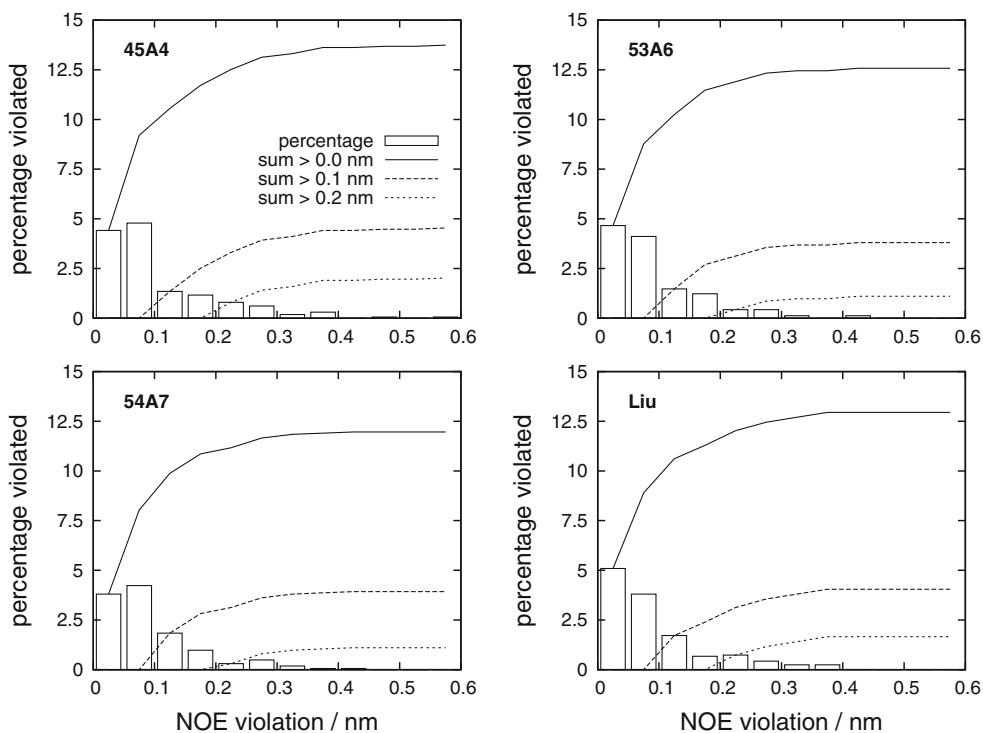 15
12.5
10
7.5
5
2.5
0
percentage violated
45A4
percentage
sum > 0.0 nm
sum > 0.1 nm
sum > 0.2 nm
0 0.1 0.2 0.3 0.4 0.5 0.6
15
12.5
10
7.5
5
2.5
0
percentage violated
53A6
0 0.1 0.2 0.3 0.4 0.5 0.6
15
12.5
10
7.5
5
2.5
0
percentage violated
54A7
0 0.1 0.2 0.3 0.4 0.5 0.6
NOE violation / nm
15
12.5
10
7.5
5
2.5
0
percentage violated
Liu
0 0.1 0.2 0.3 0.4 0.5 0.6
NOE violation / nm